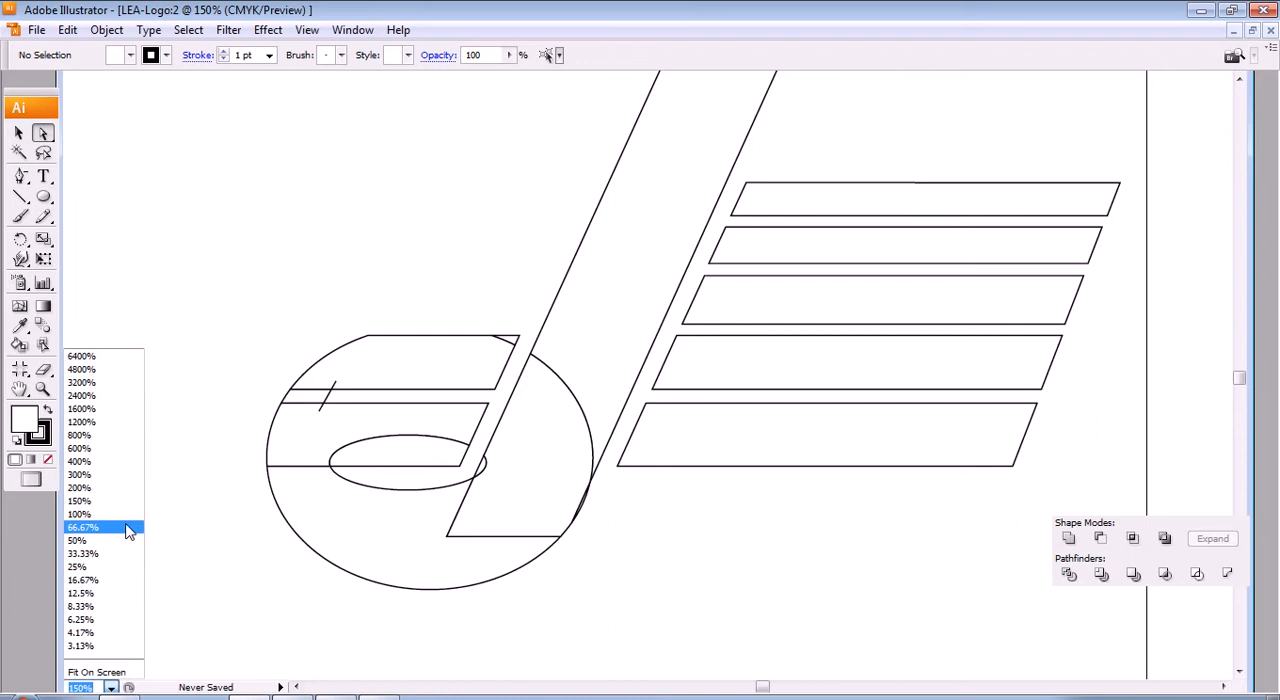 Adobe Illustrator - [LEA-Logo:2 @ 150% (CMYK/Preview) ]
File Edit Object Type Select Filter Effect View Window Help
No Selection Stroke: 1 pt Brush: Style: Opacity: 100 %
Br
Ai
T
6400%
4800%
3200%
2400%
1600%
1200%
800%
600%
400%
300%
200%
150%
100%
66.67%
50%
33.33%
25%
16.67%
12.5%
8.33%
6.25%
4.17%
3.13%
Fit On Screen
150% Never Saved
Shape Modes:
Expand
Pathfinders: